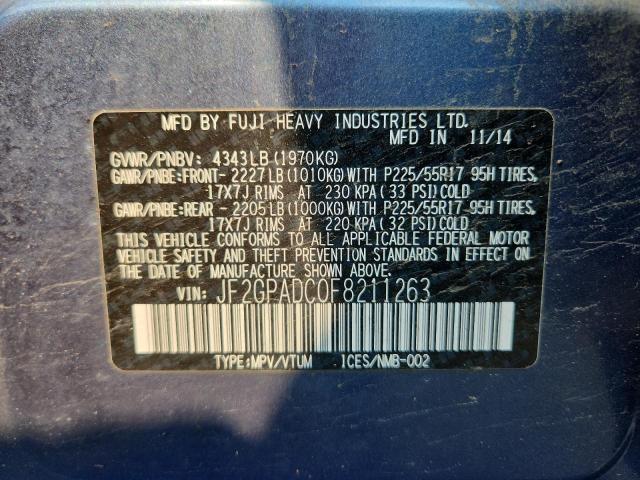 MFD BY FUJI HEAVY INDUSTRIES LTD.
MFD IN 11/14
GVWR/PNBV: 4343LB(1970KG)
GAWR/PNBE:FRONT- 2227LB(1010KG)WITH P225/55R17 95H TIRES,
17X7J RIMS AT 230 KPA(33 PSI)COLD
GAWR/PNBE:REAR - 2205LB(1000KG)WITH P225/55R17 95H TIRES,
17X7J RIMS AT 220 KPA(32 PSI)COLD
THIS VEHICLE CONFORMS TO ALL APPLICABLE FEDERAL MOTOR
VEHICLE SAFETY AND THEFT PREVENTION STANDARDS IN EFFECT
ON THE DATE OF MANUFACTURE SHOWN ABOVE.
VIN: JF2GPADC0F8211263
TYPE:MPV/VTUM ICES/NMB-002